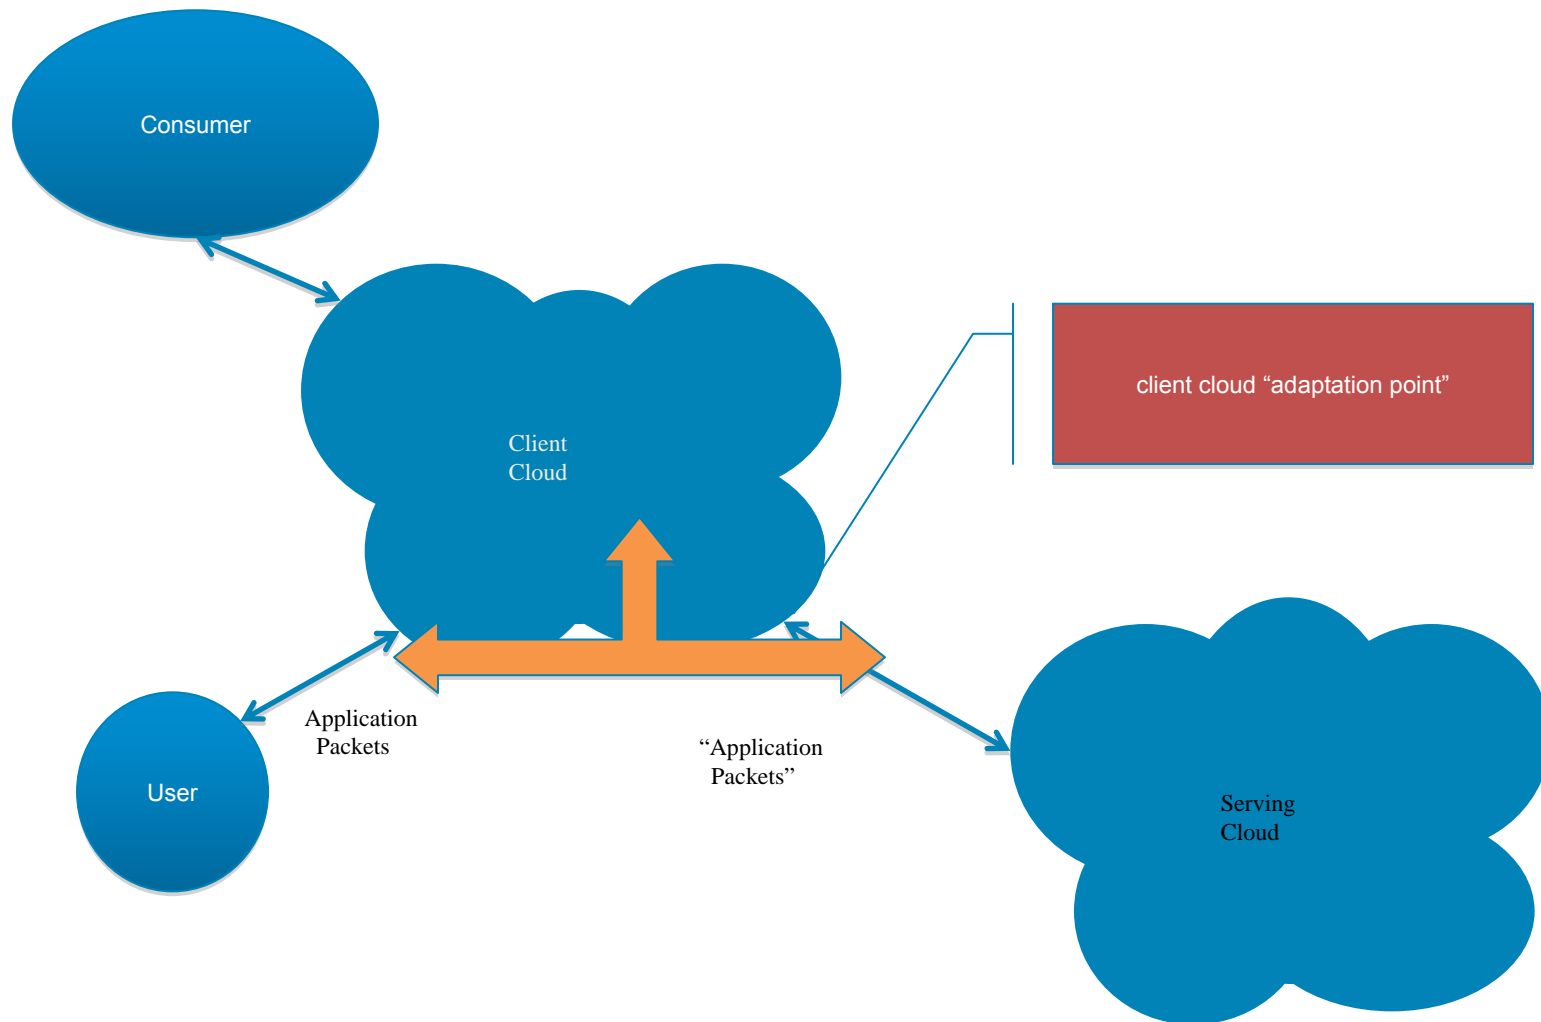 Consumer
client cloud “adaptation point”
Client
Cloud
Application
Packets
“Application
Packets”
User
Serving
Cloud